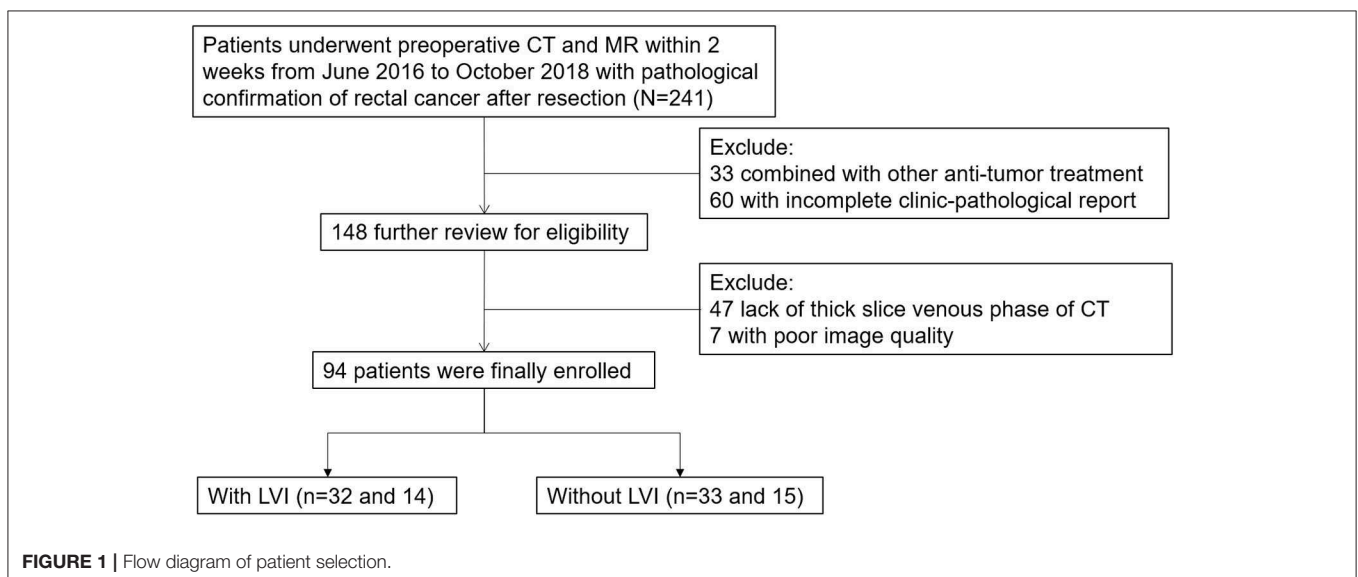 Patients underwent preoperative CT and MR within 2
weeks from June 2016 to October 2018 with pathological
confirmation of rectal cancer after resection (N=241)
Exclude:
33 combined with other anti-tumor treatment
60 with incomplete clinic-pathological report
148 further review for eligibility
Exclude:
47 lack of thick slice venous phase of CT
7 with poor image quality
94 patients were finally enrolled
With LVI (n=32 and 14)
Without LVI (n=33 and 15)
FIGURE 1 | Flow diagram of patient selection.